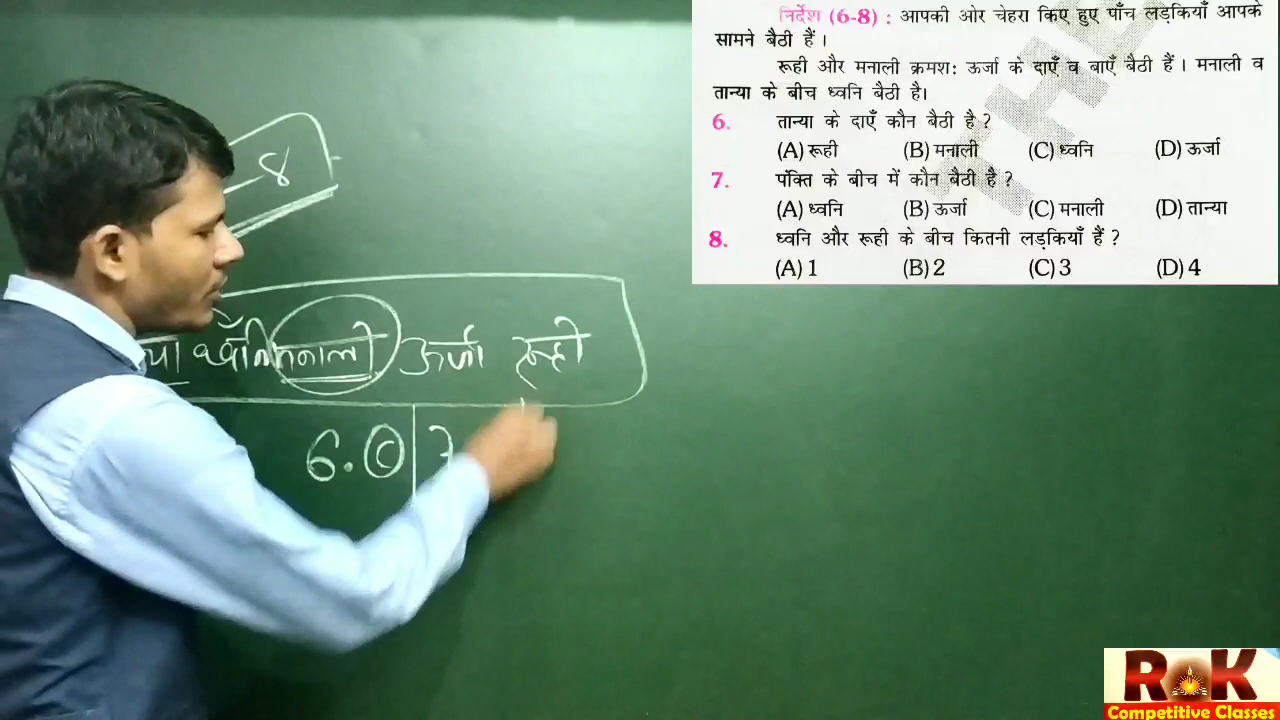 निर्देश (6-8) : आपकी ओर चेहरा किए हुए पाँच लड़कियाँ आपके
सामने बैठी हैं ।
रूही और मनाली क्रमश: ऊर्जा के दाएँ व बाएँ बैठी हैं । मनाली व
तान्या के बीच ध्वनि बैठी है।
6. तान्या के दाएँ कौन बैठी है ?
(A) रूही (B) मनाली (C) ध्वनि (D) ऊर्जा
7. पंक्ति के बीच में कौन बैठी है ?
(A) ध्वनि (B) ऊर्जा (C) मनाली (D) तान्या
8. ध्वनि और रूही के बीच कितनी लड़कियाँ हैं ?
(A) 1 (B) 2 (C) 3 (D) 4
8
ऊर्जा रूही
6. C 7
RK
Competitive Classes